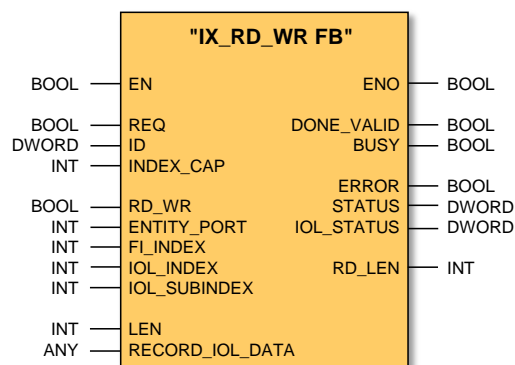 "IX_RD_WR FB"
BOOL EN ENO BOOL
BOOL REQ DONE_VALID BOOL
DWORD ID BUSY BOOL
INT INDEX_CAP
ERROR BOOL
BOOL RD_WR STATUS DWORD
INT ENTITY_PORT IOL_STATUS DWORD
INT FI_INDEX
INT IOL_INDEX RD_LEN INT
INT IOL_SUBINDEX
INT LEN
ANY RECORD_IOL_DATA